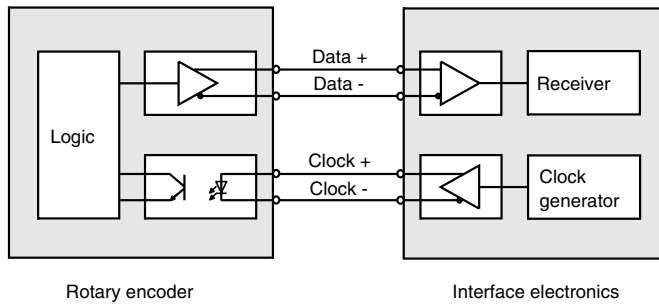 Data +
Data -
Receiver
Logic
Clock +
Clock -
Clock
generator
Rotary encoder
Interface electronics